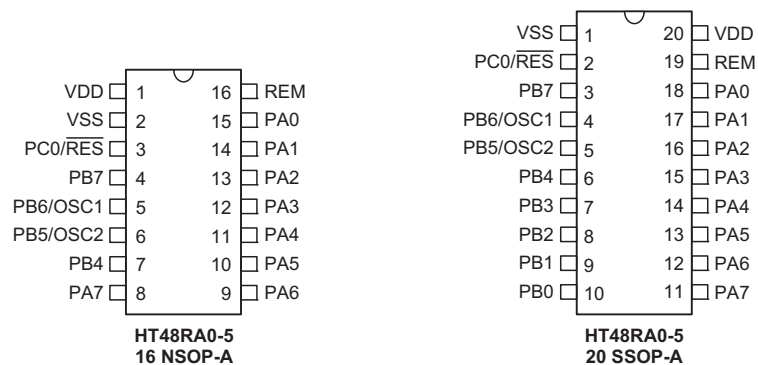 VDD 1 16 REM
VSS 2 15 PA0
PC0/RES 3 14 PA1
PB7 4 13 PA2
PB6/OSC1 5 12 PA3
PB5/OSC2 6 11 PA4
PB4 7 10 PA5
PA7 8 9 PA6
HT48RA0-5
16 NSOP-A
VSS 1 20 VDD
PC0/RES 2 19 REM
PB7 3 18 PA0
PB6/OSC1 4 17 PA1
PB5/OSC2 5 16 PA2
PB4 6 15 PA3
PB3 7 14 PA4
PB2 8 13 PA5
PB1 9 12 PA6
PB0 10 11 PA7
HT48RA0-5
20 SSOP-A